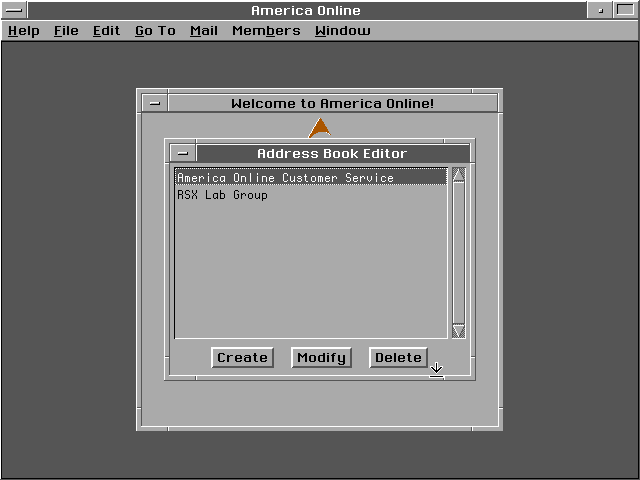 America Online
Help File Edit Go To Mail Members Window
Welcome to America Online!
Address Book Editor
America Online Customer Service
RSX Lab Group
Create Modify Delete